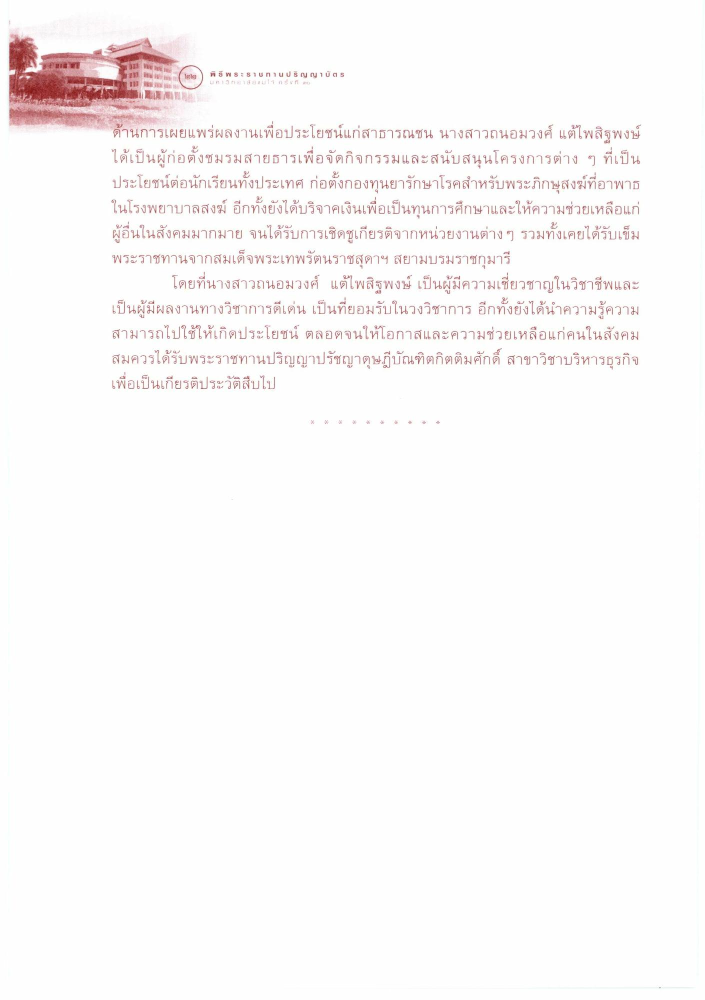 ๒๒
พิธีพระราชทานปริญญาบัตร
มหาวิทยาลัยแม่โจ้ ครั้งที่ ๓๐
ด้านการเผยแพร่ผลงานเพื่อประโยชน์แก่สาธารณชน นางสาวถนอมวงศ์ แต้ไพสิฐพงษ์
ได้เป็นผู้ก่อตั้งชมรมสายธารเพื่อจัดกิจกรรมและสนับสนุนโครงการต่าง ๆ ที่เป็น
ประโยชน์ต่อนักเรียนทั้งประเทศ ก่อตั้งกองทุนยารักษาโรคสำหรับพระภิกษุสงฆ์ที่อาพาธ
ในโรงพยาบาลสงฆ์ อีกทั้งยังได้บริจาคเงินเพื่อเป็นทุนการศึกษาและให้ความช่วยเหลือแก่
ผู้อื่นในสังคมมากมาย จนได้รับการเชิดชูเกียรติจากหน่วยงานต่างๆ รวมทั้งเคยได้รับเข็ม
พระราชทานจากสมเด็จพระเทพรัตนราชสุดาฯ สยามบรมราชกุมารี
โดยที่นางสาวถนอมวงศ์ แต้ไพสิฐพงษ์ เป็นผู้มีความเชี่ยวชาญในวิชาชีพและ
เป็นผู้มีผลงานทางวิชาการดีเด่น เป็นที่ยอมรับในวงวิชาการ อีกทั้งยังได้นำความรู้ความ
สามารถไปใช้ให้เกิดประโยชน์ ตลอดจนให้โอกาสและความช่วยเหลือแก่คนในสังคม
สมควรได้รับพระราชทานปริญญาปรัชญาดุษฎีบัณฑิตกิตติมศักดิ์ สาขาวิชาบริหารธุรกิจ
เพื่อเป็นเกียรติประวัติสืบไป
* * * * * * * * * *